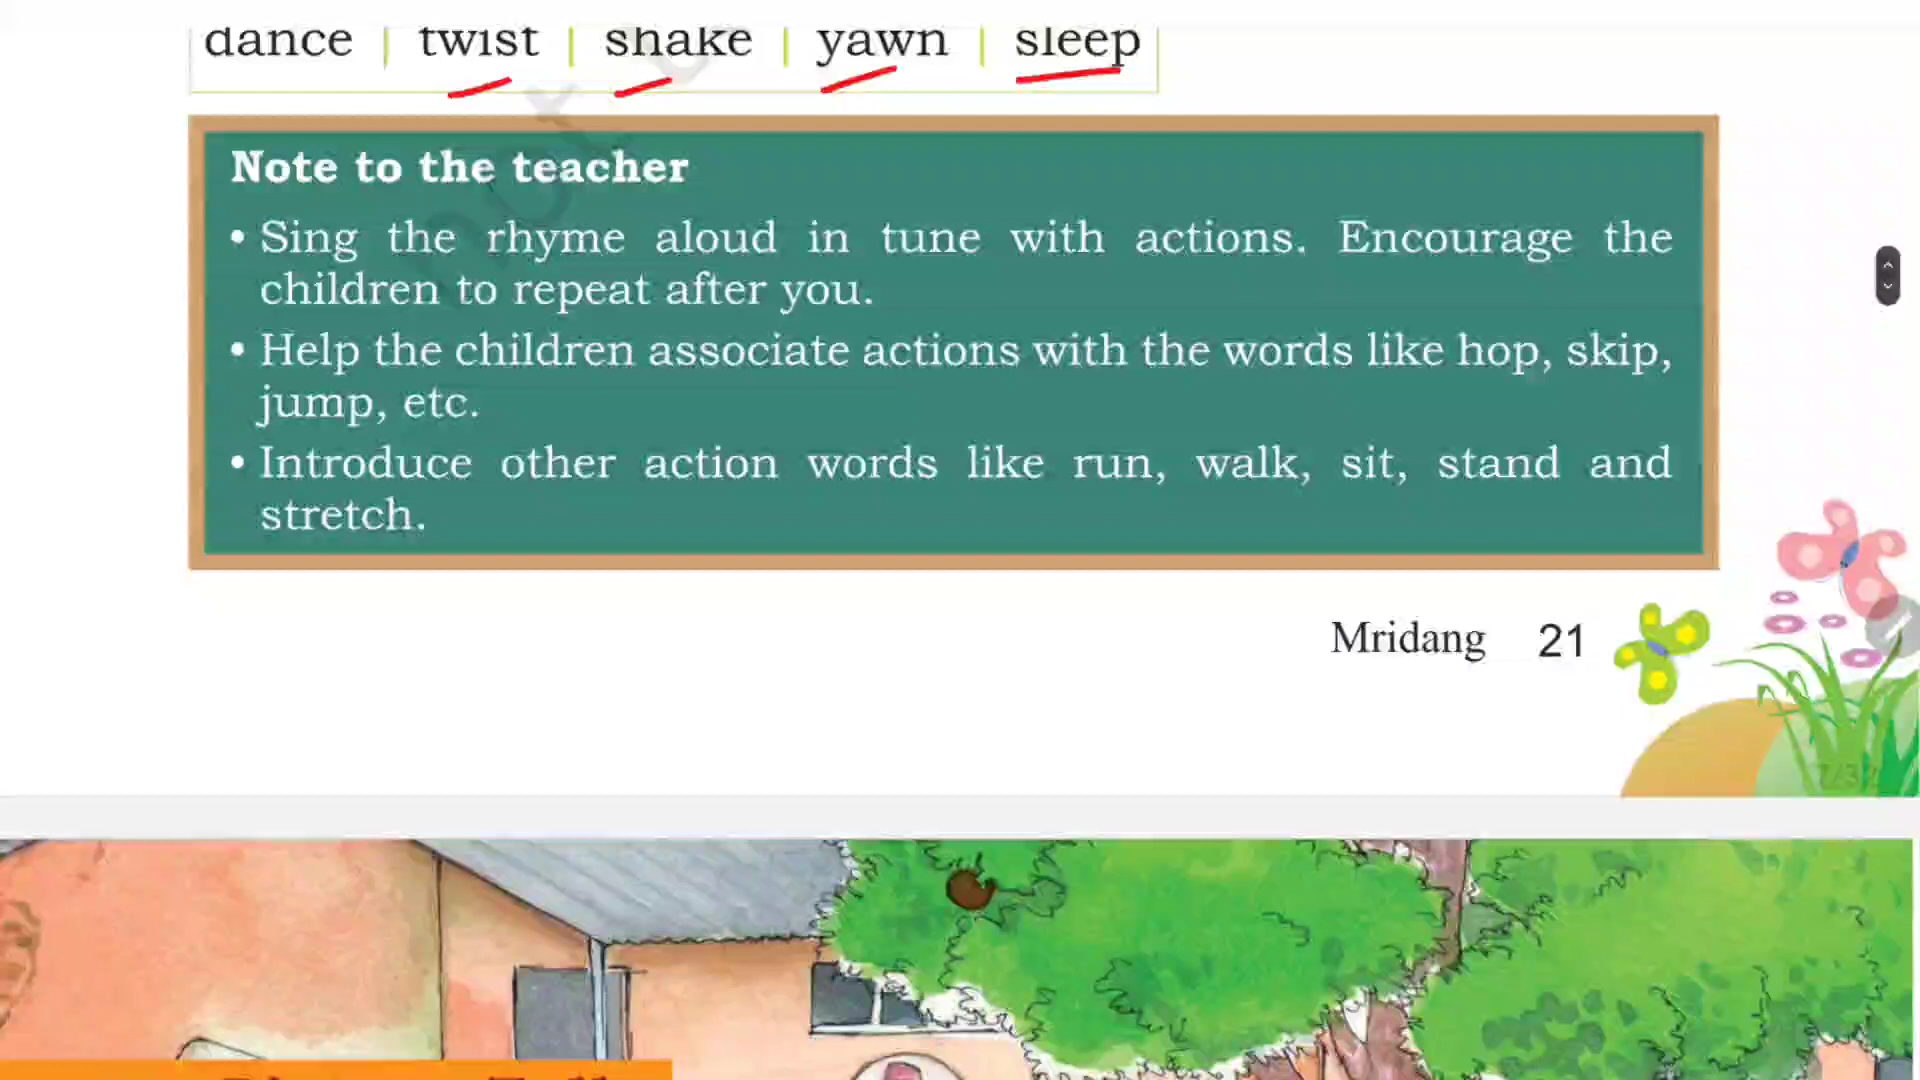 dance twist shake yawn sleep
Note to the teacher
• Sing the rhyme aloud in tune with actions. Encourage the
children to repeat after you.
• Help the children associate actions with the words like hop, skip,
jump, etc.
• Introduce other action words like run, walk, sit, stand and
stretch.
Mridang 21
7/32